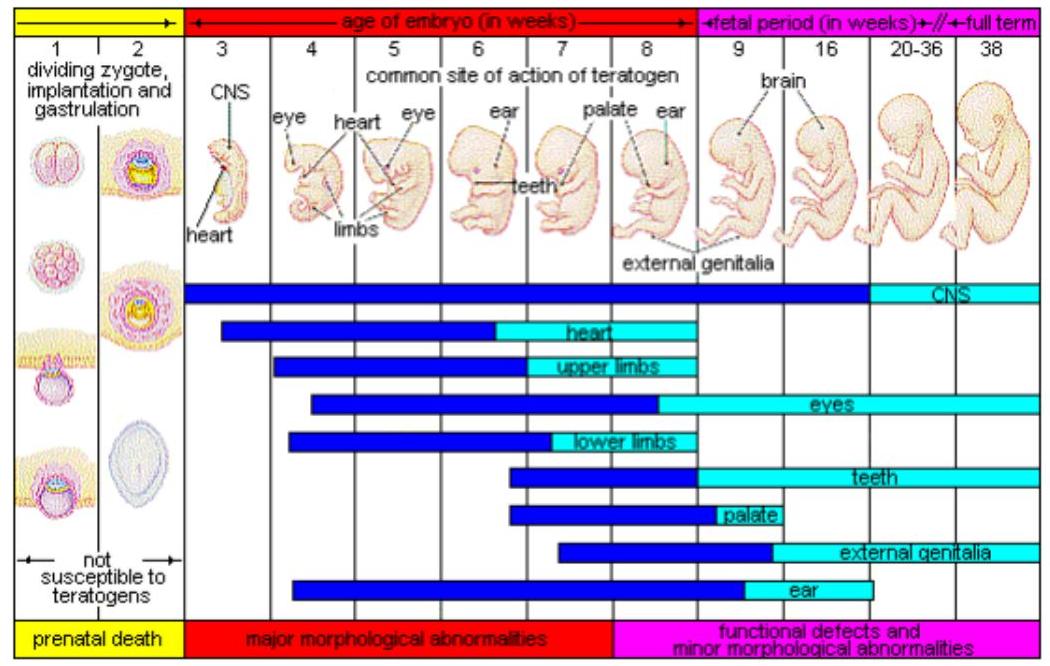 age of embryo (in weeks)
fetal period (in weeks)
full term
1
2
3
4
5
6
7
8
9
16
20-36
38
dividing zygote,
implantation and
gastrulation
common site of action of teratogen
CNS
eye
heart
eye
ear
palate
ear
brain
teeth
heart
limbs
external genitalia
CNS
heart
upper limbs
eyes
lower limbs
teeth
palate
external genitalia
ear
not
susceptible to
teratogens
prenatal death
major morphological abnormalities
functional defects and
minor morphological abnormalities